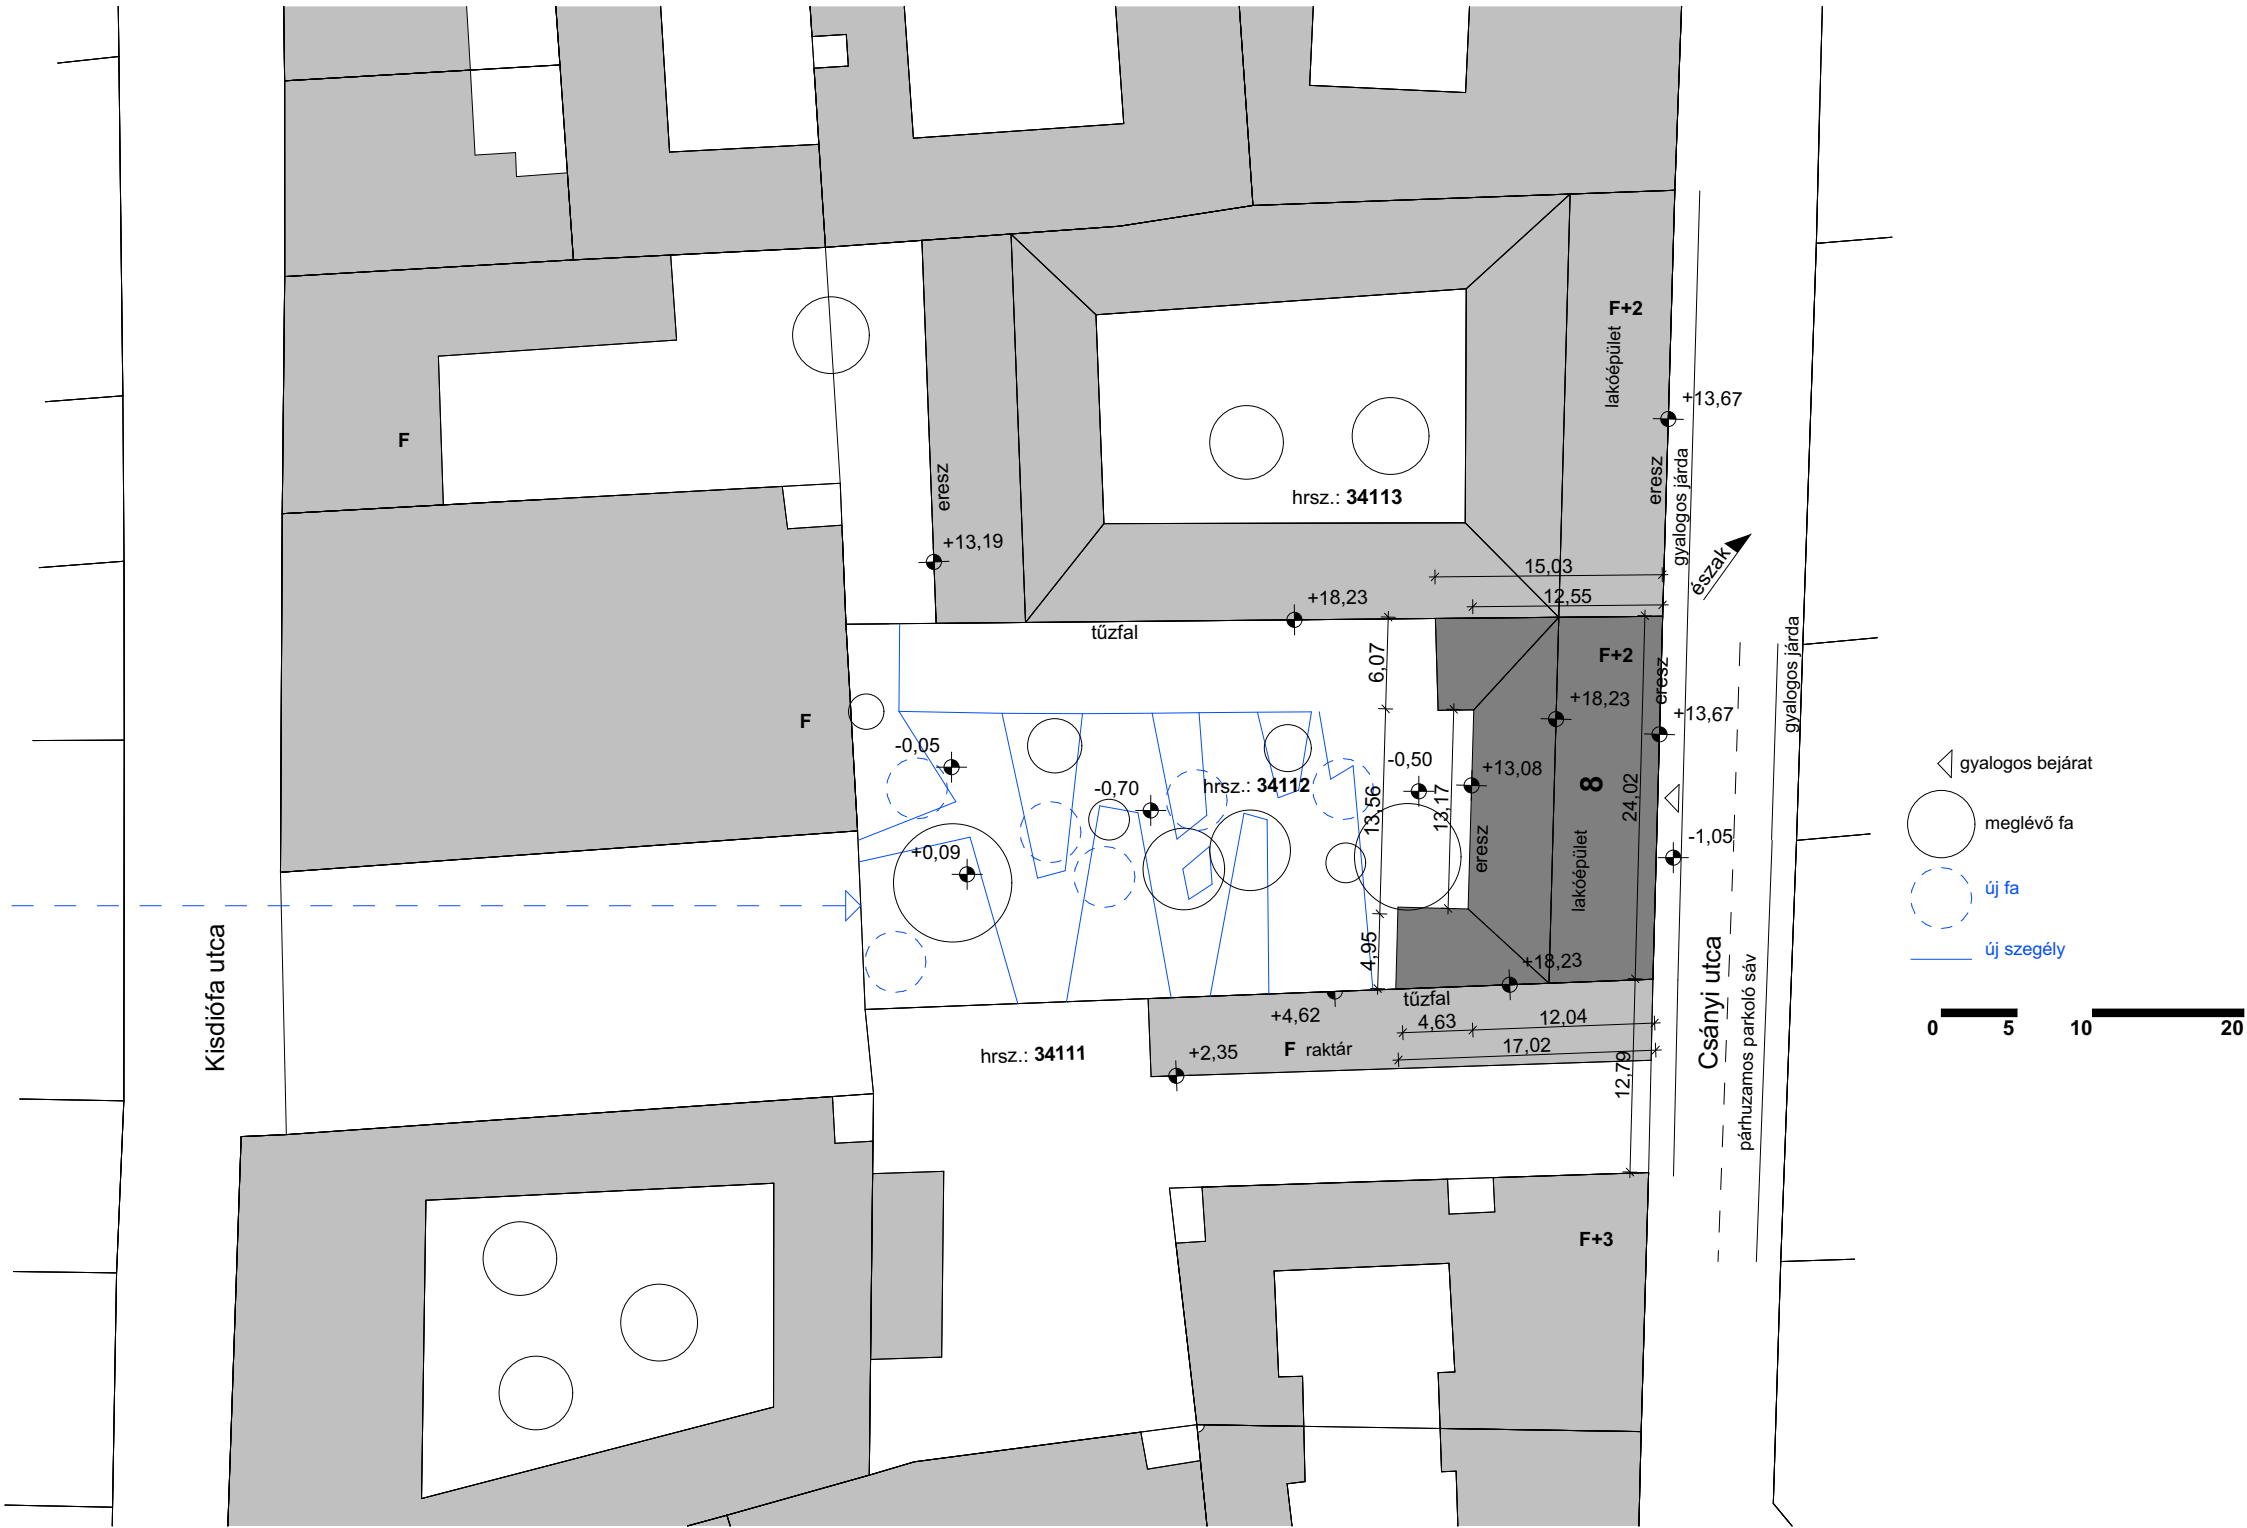 F+2
lakóépület
+13,67
F
eresz
eresz
gyalogos járda
hrsz.: 34113
+13,19
észak
15,03
12,55
+18,23
tűzfal
6,07
F+2
eresz
gyalogos járda
+18,23
+13,67
F
-0,05
-0,50
+13,08
-0,70
hrsz.: 34112
8
24,02
13,56
13,17
gyalogos bejárat
meglévő fa
-1,05
eresz
lakóépület
+0,09
új fa
új szegély
4,95
+18,23
Kisdiófa utca
Csányi utca
párhuzamos parkoló sáv
tűzfal
+4,62
4,63
12,04
0
5
10
20
hrsz.: 34111
+2,35
F raktár
17,02
12,79
F+3